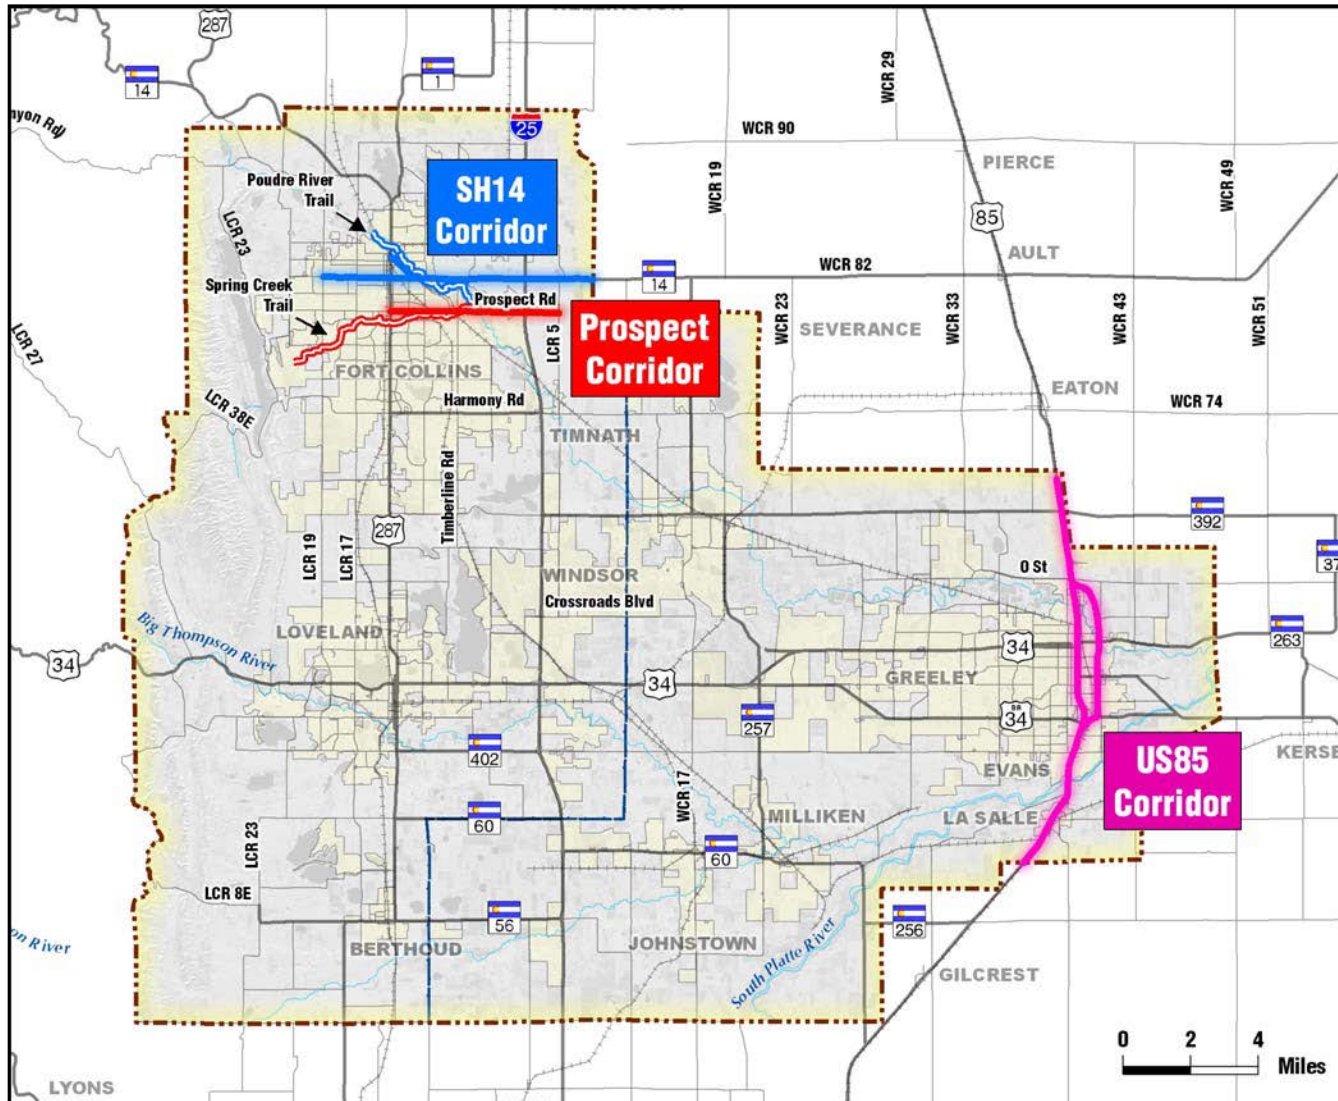 287
14
1
25
WCR 29
WCR 90
PIERCE
WCR 19
WCR 49
Poudre River
Trail
SH14
Corridor
LCR 23
85
AULT
WCR 82
14
Spring Creek
Trail
Prospect Rd
Prospect
Corridor
LCR 5
WCR 23
SEVERANCE
WCR 33
WCR 43
WCR 51
LCR 27
FORT COLLINS
EATON
LCR 38E
Harmony Rd
WCR 74
TIMNATH
Timberline Rd
287
392
LCR 19
LCR 17
O St
37
WINDSOR
Crossroads Blvd
LOVELAND
Big Thompson River
34
34
34
263
GREELEY
257
BR
34
402
EVANS
KERSE
US85
Corridor
WCR 17
60
MILLIKEN
LA SALLE
60
LCR 23
LCR 8E
56
256
on River
BERTHOUD
JOHNSTOWN
South Platte River
GILCREST
0 2 4
Miles
LYONS